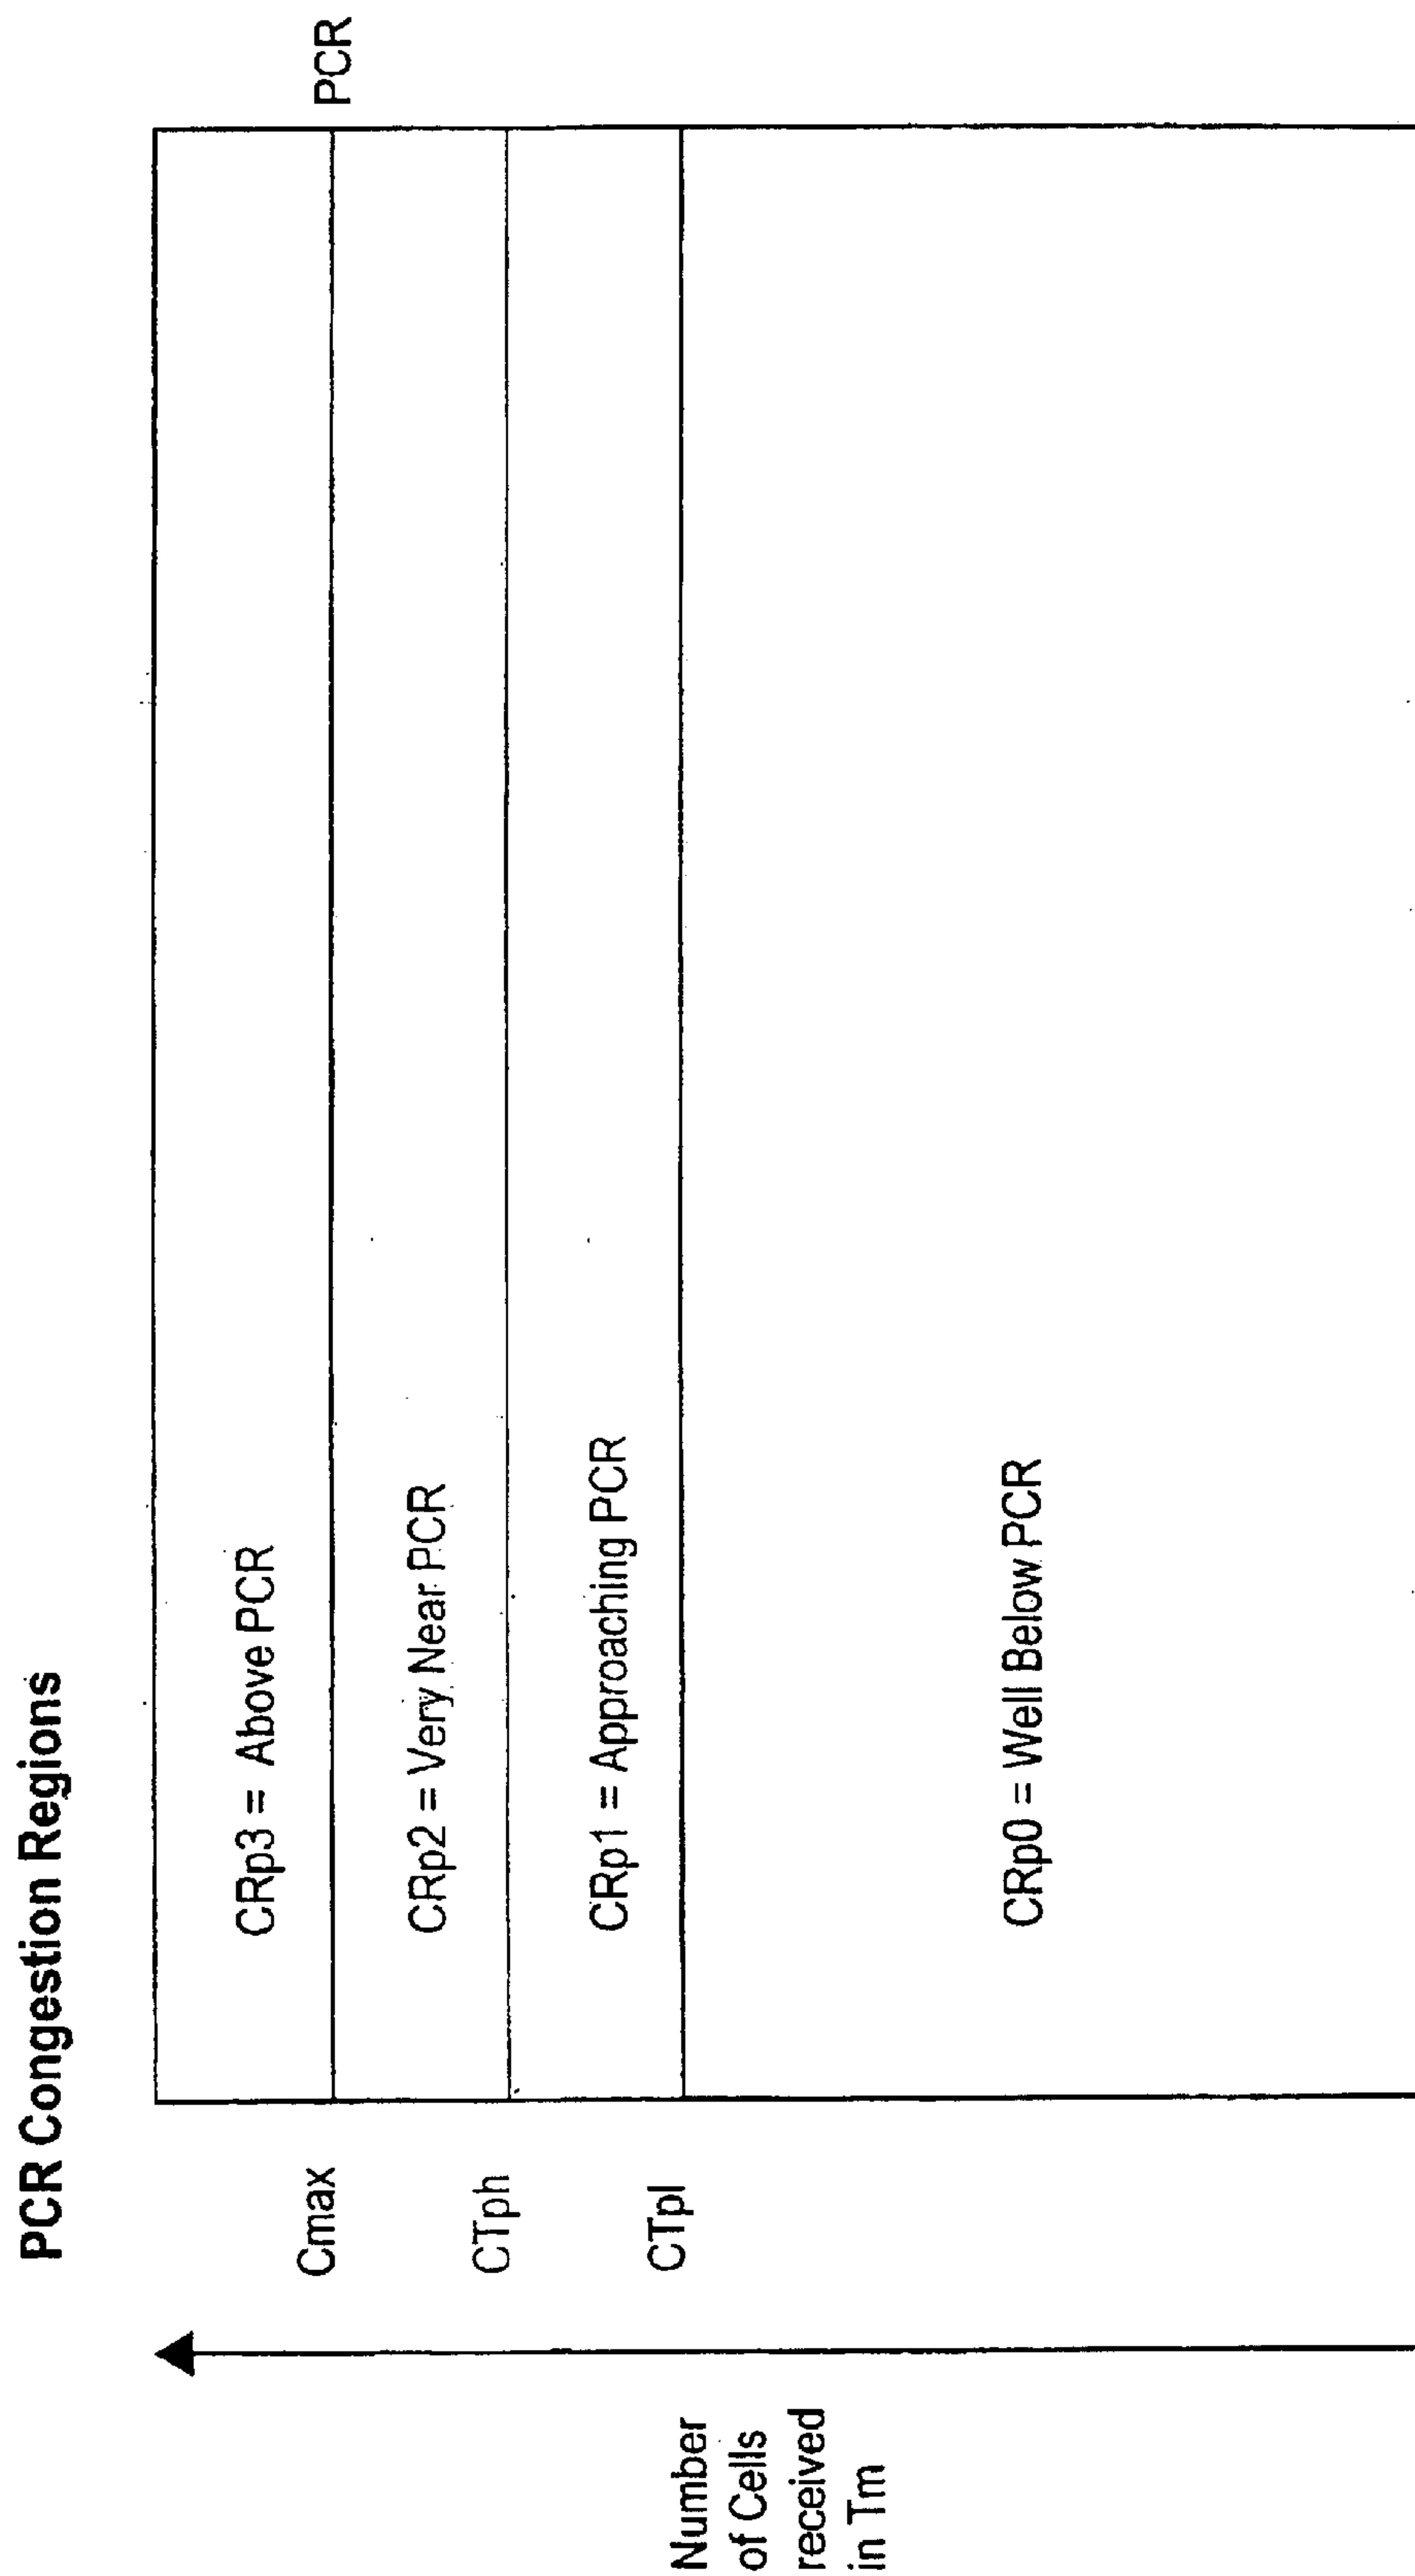 PCR Congestion Regions
CRp3 = Above PCR
Cmax
PCR
CRp2 = Very Near PCR
CTph
CRp1 = Approaching PCR
CTpl
Number
of Cells
received
in Tm
CRp0 = Well Below PCR